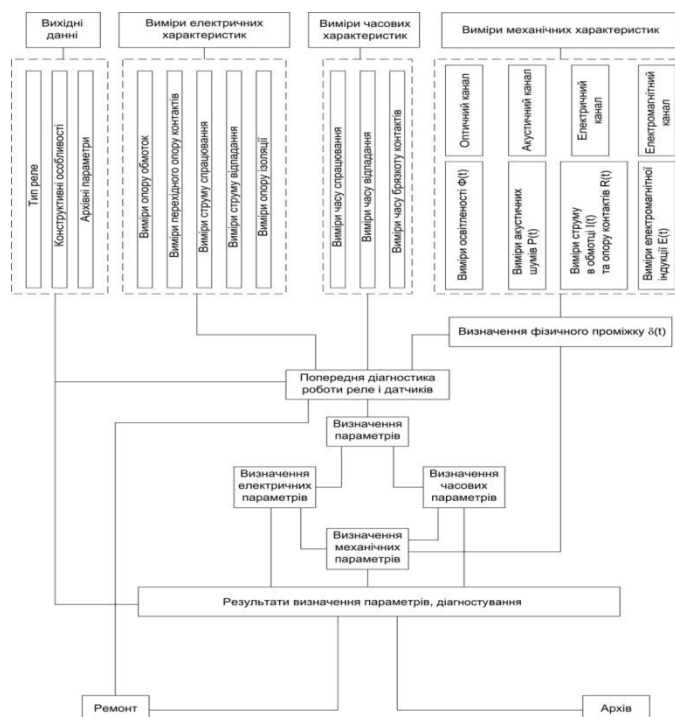 Вихідні
данні
Виміри електричних
характеристик
Виміри часових
характеристик
Виміри механічних характеристик
Тип реле
Конструктивні особливості
Архівні параметри
Виміри опору обмоток
Виміри перехідного опору контактів
Виміри струму спрацювання
Виміри струму відпадання
Виміри опору ізоляції
Виміри часу спрацювання
Виміри часу відпадання
Виміри часу брязкоту контактів
Оптичний канал
Акустичний канал
Електричний
канал
Електромагнітний
канал
Виміри освітленості Ф(t)
Виміри акустичних
шумів P(t)
Виміри струму
в обмотці I(t)
та опору контактів R(t)
Виміри електромагнітної
індукції E(t)
Визначення фізичного проміжку δ(t)
Попередня діагностика
роботи реле і датчиків
Визначення
параметрів
Визначення
електричних
параметрів
Визначення
часових
параметрів
Визначення
механічних
параметрів
Результати визначення параметрів, діагностування
Ремонт
Архів